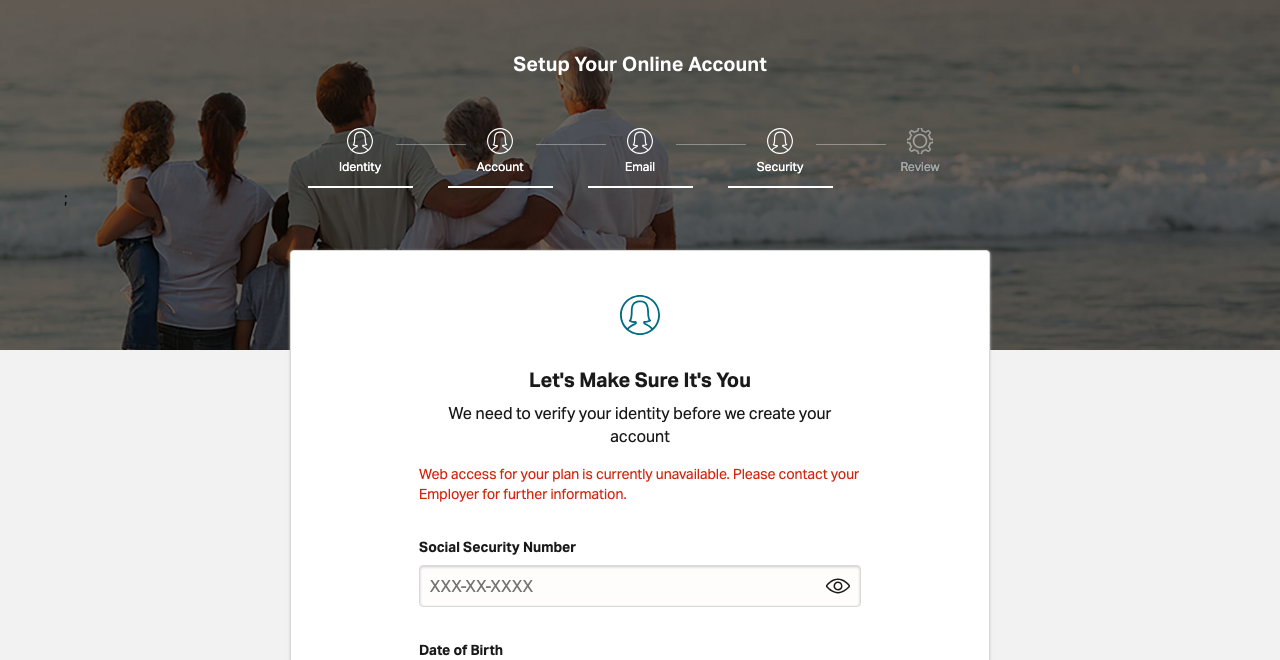 Setup Your Online Account
Identity
Account
Email
Security
Review
;
Let's Make Sure It's You
We need to verify your identity before we create your
account
Web access for your plan is currently unavailable. Please contact your
Employer for further information.
Social Security Number
XXX-XX-XXXX
Date of Birth